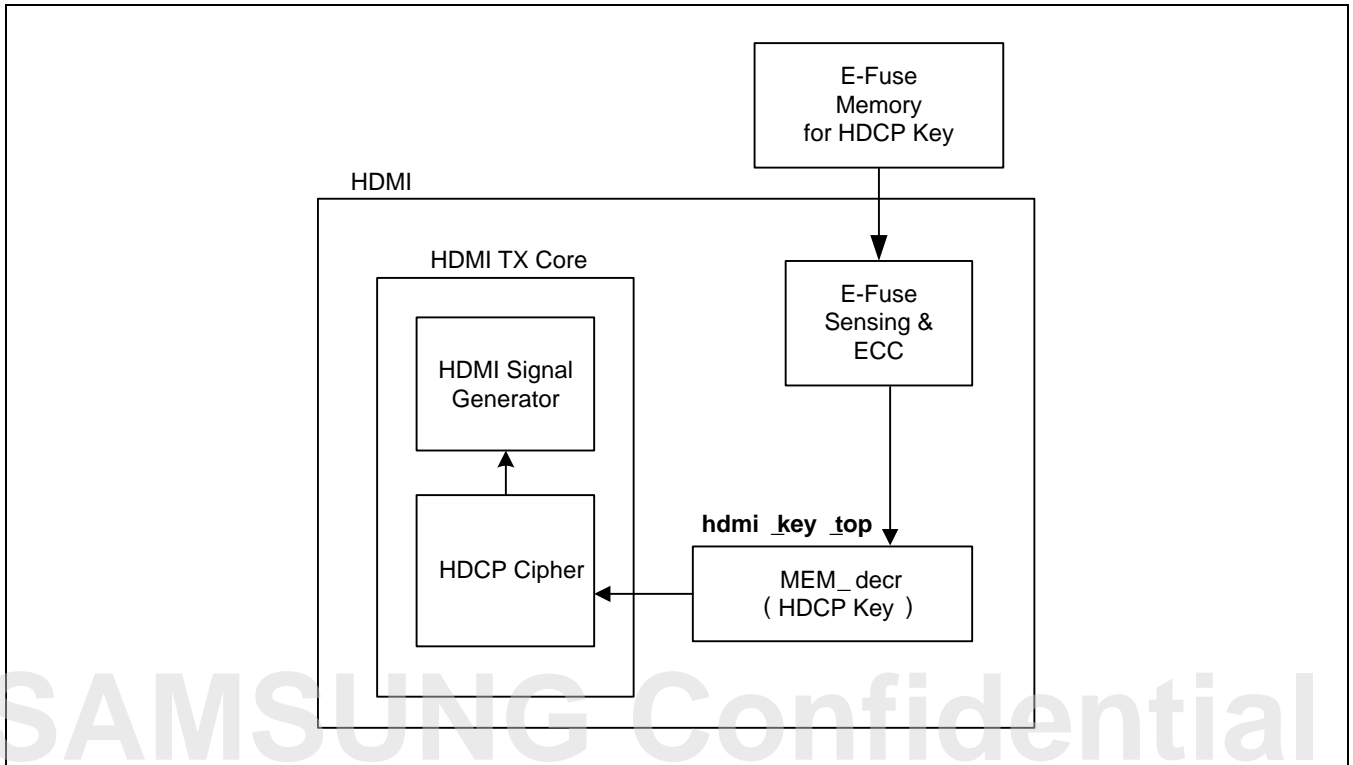 E-Fuse
Memory
for HDCP Key
HDMI
HDMI TX Core
E-Fuse
Sensing &
ECC
HDMI Signal
Generator
hdmi _key _top
HDCP Cipher
MEM_ decr
( HDCP Key )
SAMSUNG Confidential